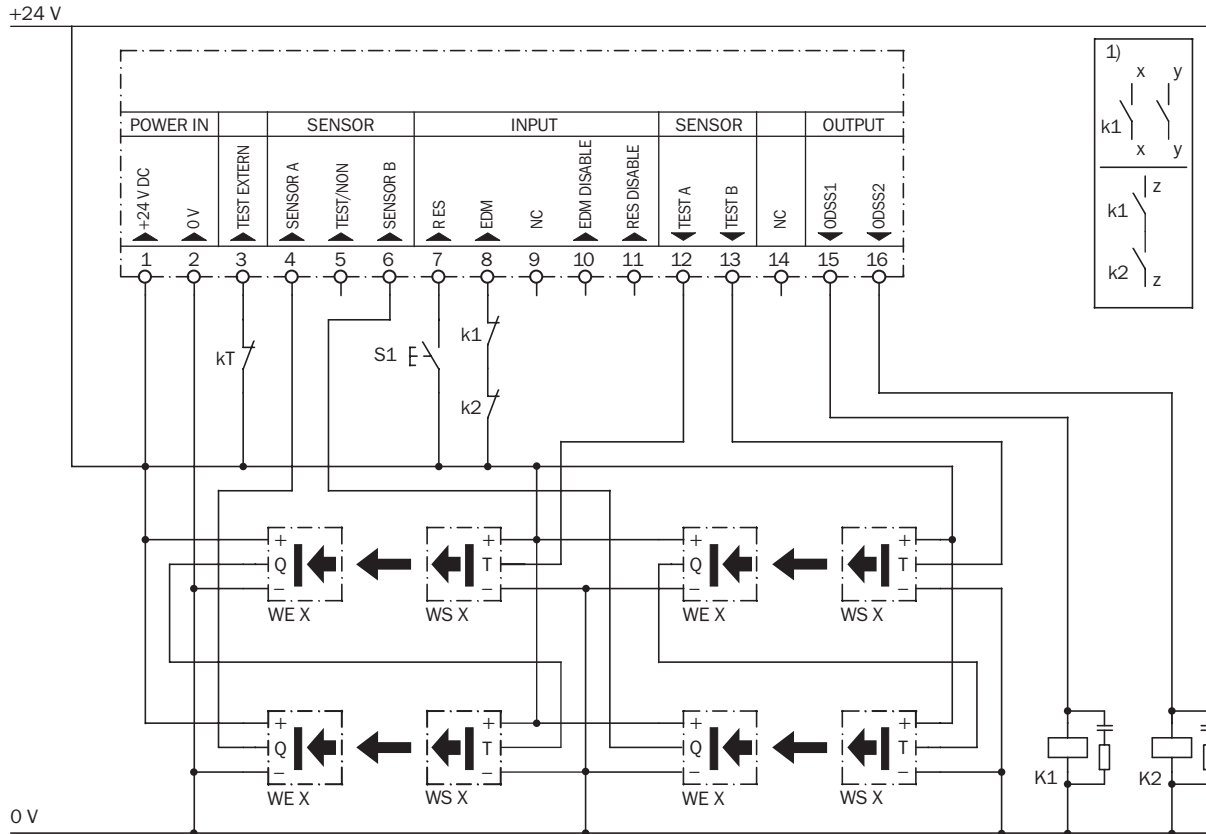 +24 V
1)
x y
k1
x y
z
k1
k2
z
POWER IN SENSOR INPUT SENSOR OUTPUT
+24 V DC
0 V
TEST EXTERN
SENSOR A
TEST/NON
SENSOR B
RES
EDM
NC
EDM DISABLE
RES DISABLE
TEST A
TEST B
NC
ODSS1
ODSS2
1 2 3 4 5 6 7 8 9 10 11 12 13 14 15 16
kT S1 k1
k2
+ + + +
Q T Q T
– – – –
WE X WS X WE X WS X
+ + + +
Q T Q T
– – – –
WE X WS X WE X WS X
K1 K2
0 V